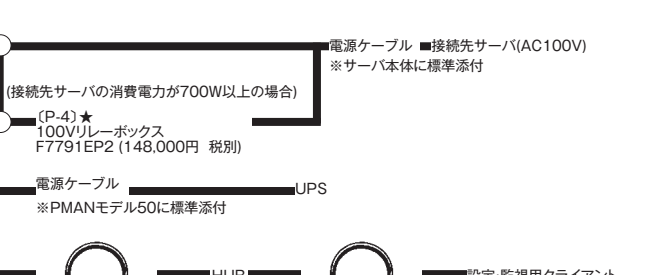 電源ケーブル ■接続先サーバ(AC100V)
※サーバ本体に標準添付
(接続先サーバの消費電力が700W以上の場合)
〔P-4〕★
100Vリレーボックス
F7791EP2 (148,000円 税別)
電源ケーブル UPS
※PMANモデル50に標準添付
HUB 設定・監視用クライアント